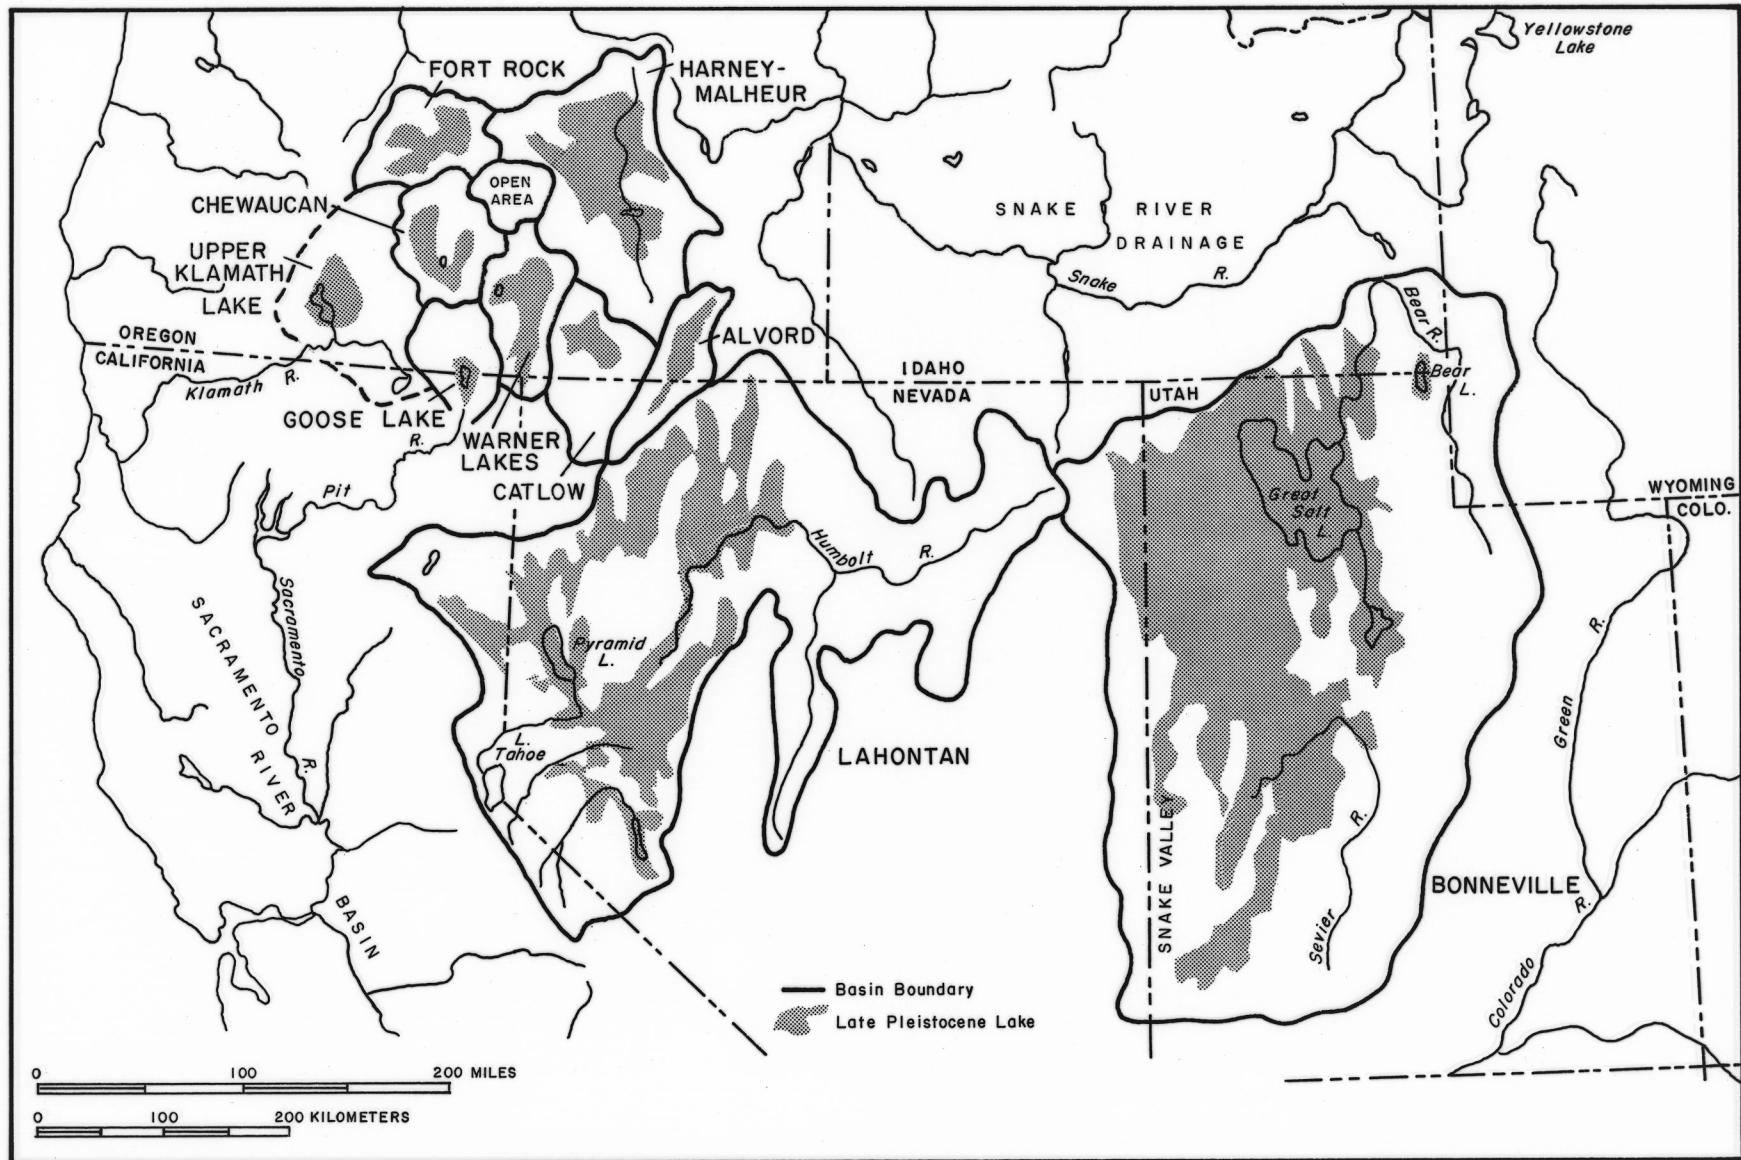 Yellowstone
Lake
FORT ROCK
HARNEY-
MALHEUR
OPEN
AREA
CHEWAUCAN
SNAKE RIVER
DRAINAGE
UPPER
KLAMATH
LAKE
Snake R.
Bear R.
OREGON
CALIFORNIA
ALVORD
IDAHO
NEVADA
UTAH
Bear
L.
Klamath R.
GOOSE LAKE
WARNER
LAKES
CATLOW
Pit R.
Great
Salt
L.
WYOMING
COLO.
Humbolt R.
Sacramento R.
SACRAMENTO RIVER
BASIN
Pyramid
L.
L.
Tahoe
LAHONTAN
Green R.
SNAKE VALLEY
Sevier R.
BONNEVILLE
Colorado R.
Basin Boundary
Late Pleistocene Lake
0 100 200 MILES
0 100 200 KILOMETERS